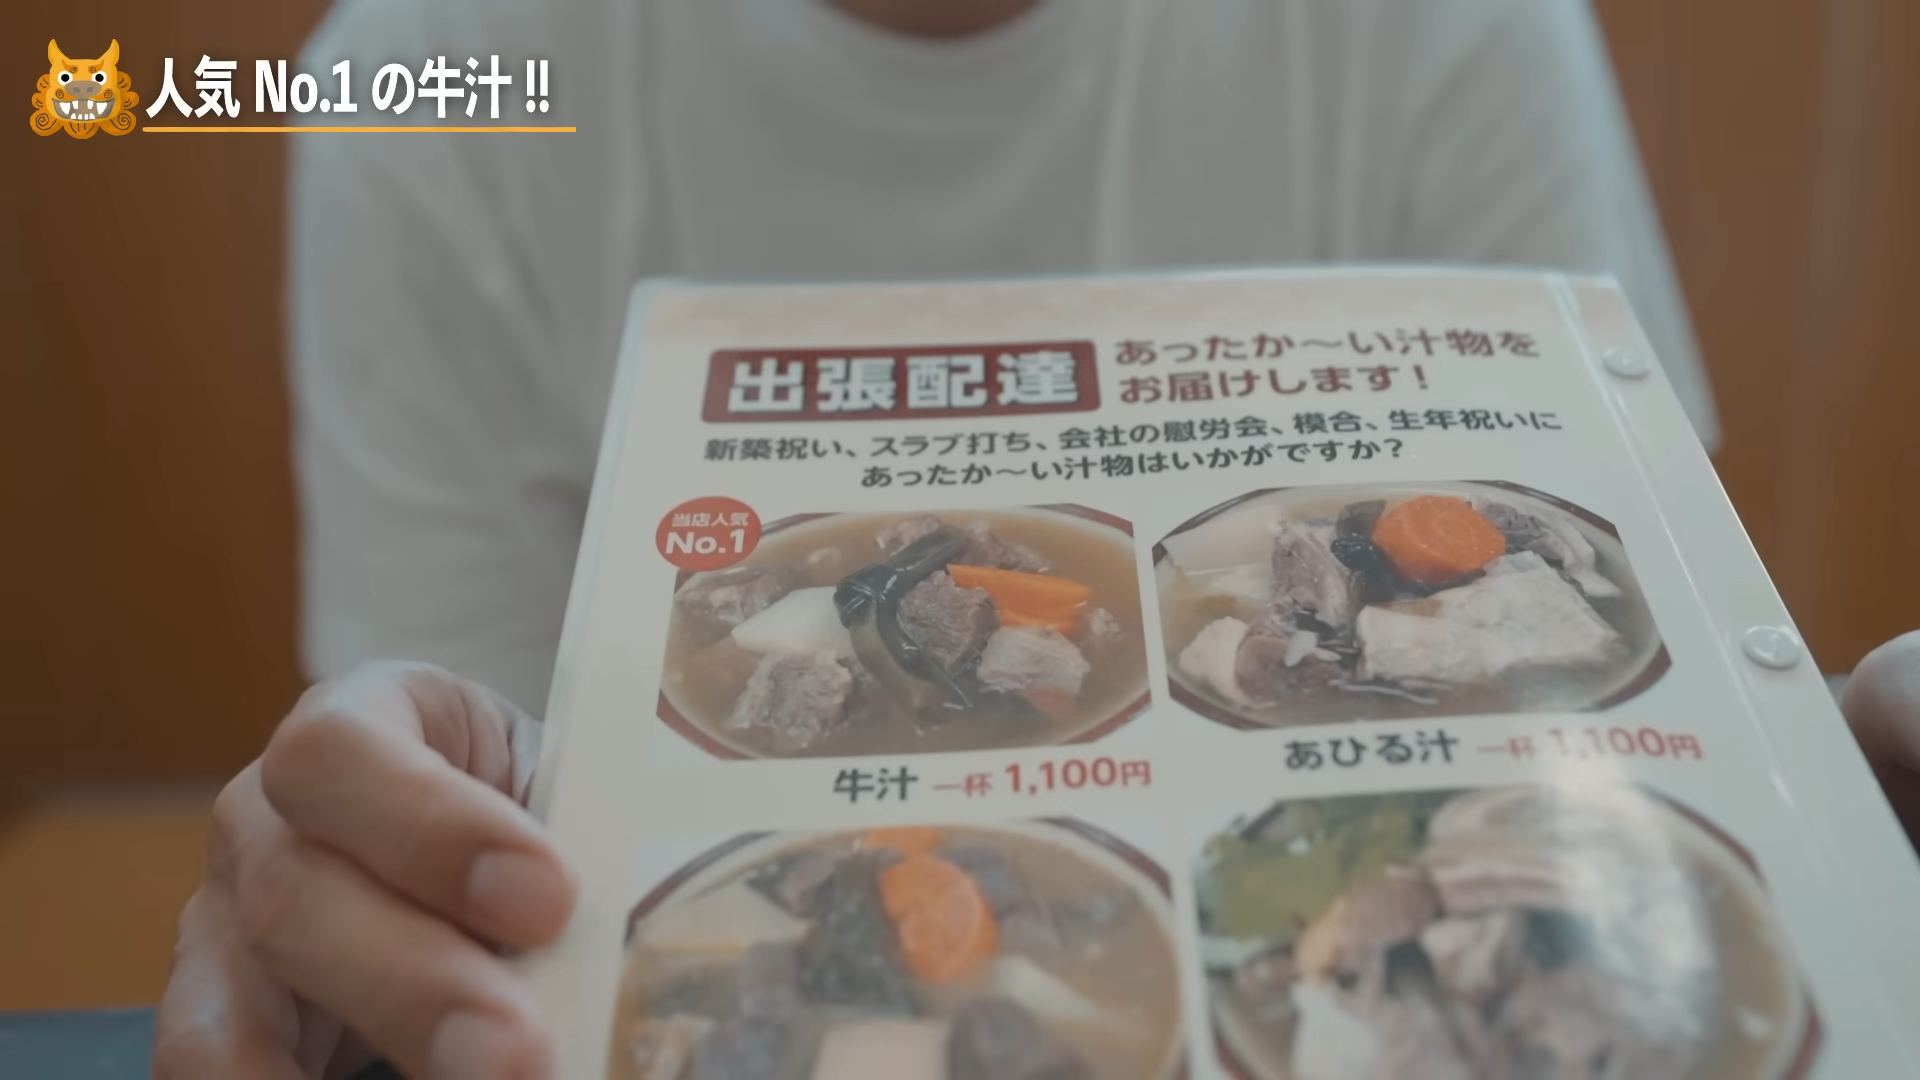 人気 No.1 の牛汁 !!
出張配達
あったか～い汁物を
お届けします！
新築祝い、スラブ打ち、会社の慰労会、模合、生年祝いに
あったか～い汁物はいかがですか？
当店人気
No.1
牛汁 一杯 1,100円
あひる汁 一杯 1,100円